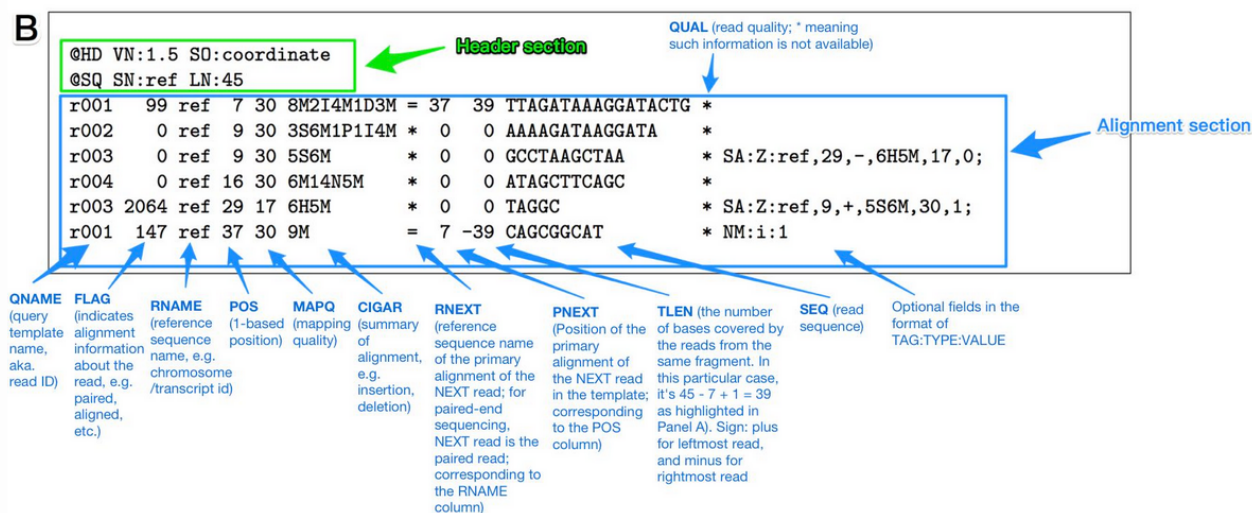 B
@HD VN:1.5 SO:coordinate
@SQ SN:ref LN:45
Header section
QUAL (read quality; * meaning
such information is not available)
r001 99 ref 7 30 8M2I4M1D3M = 37 39 TTAGATAAAGGATACTG *
r002 0 ref 9 30 3S6M1P1I4M * 0 0 AAAAGATAAGGATA *
r003 0 ref 9 30 5S6M * 0 0 GCCTAAGCTAA * SA:Z:ref,29,-,6H5M,17,0;
r004 0 ref 16 30 6M14N5M * 0 0 ATAGCTTCAGC *
r003 2064 ref 29 17 6H5M * 0 0 TAGGC * SA:Z:ref,9,+,5S6M,30,1;
r001 147 ref 37 30 9M = 7 -39 CAGCGGCAT * NM:i:1
Alignment section
QNAME
(query
template
name,
aka.
read ID)
FLAG
(indicates
alignment
information
about the
read, e.g.
paired,
aligned,
etc.)
RNAME
(reference
sequence
name, e.g.
chromosome
/transcript id)
POS
(1-based
position)
MAPQ
(mapping
quality)
CIGAR
(summary
of
alignment,
e.g.
insertion,
deletion)
RNEXT
(reference
sequence name
of the primary
alignment of the
NEXT read; for
paired-end
sequencing,
NEXT read is the
paired read;
corresponding to
the RNAME
column)
PNEXT
(Position of the
primary
alignment of
the NEXT read
in the template;
corresponding
to the POS
column)
TLEN (the number
of bases covered by
the reads from the
same fragment. In
this particular case,
it's 45 - 7 + 1 = 39
as highlighted in
Panel A). Sign: plus
for leftmost read,
and minus for
rightmost read
SEQ (read
sequence)
Optional fields in the
format of
TAG:TYPE:VALUE